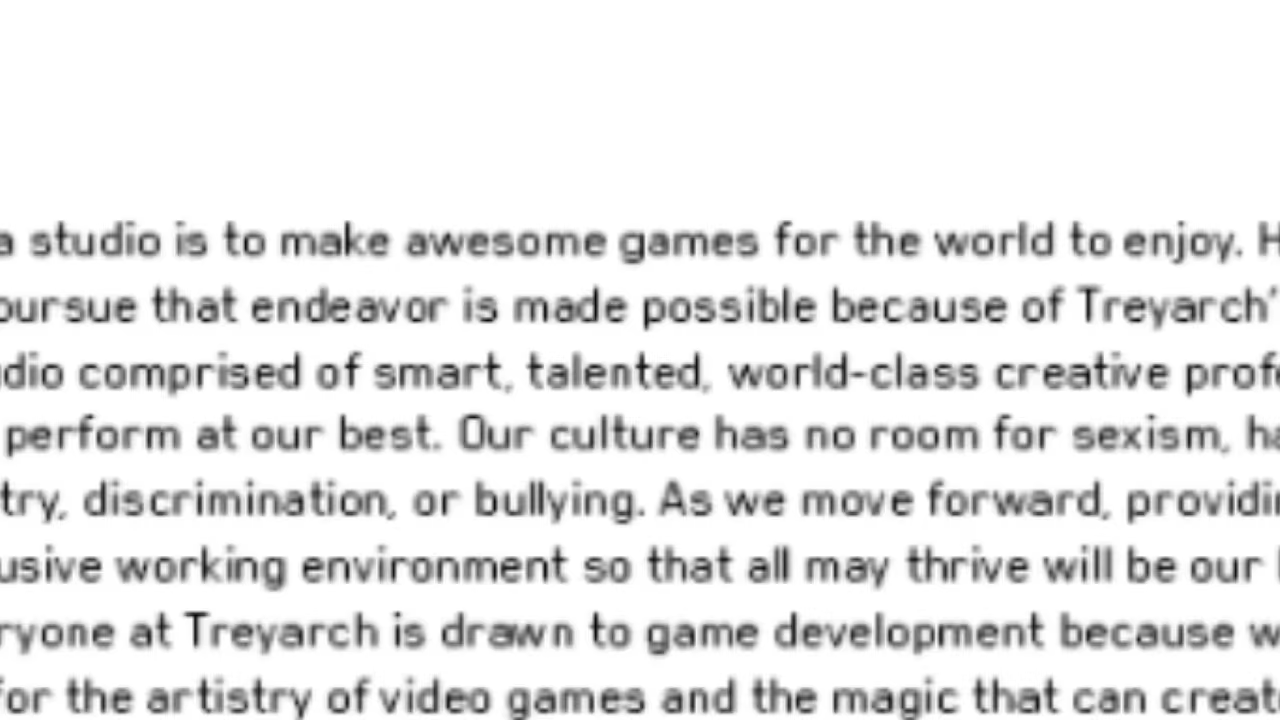 a studio is to make awesome games for the world to enjoy. H
pursue that endeavor is made possible because of Treyarch'
dio comprised of smart, talented, world-class creative profe
perform at our best. Our culture has no room for sexism, ha
try, discrimination, or bullying. As we move forward, providin
usive working environment so that all may thrive will be our
ryone at Treyarch is drawn to game development because w
for the artistry of video games and the magic that can create